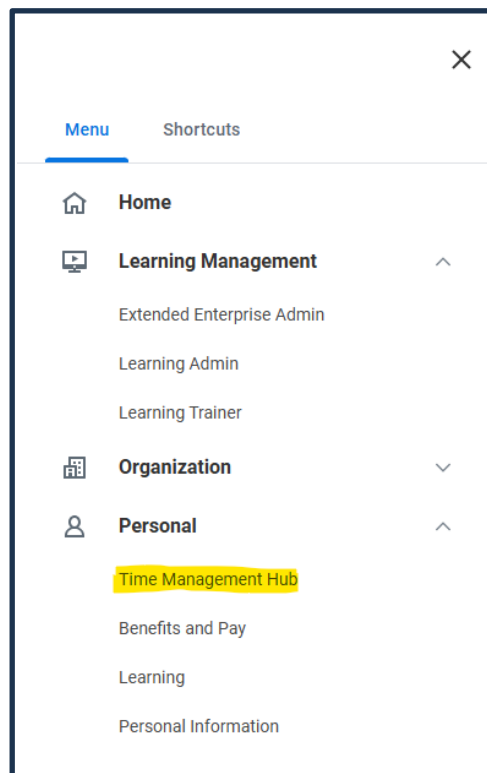 Menu Shortcuts
Home
Learning Management
Extended Enterprise Admin
Learning Admin
Learning Trainer
Organization
Personal
Time Management Hub
Benefits and Pay
Learning
Personal Information